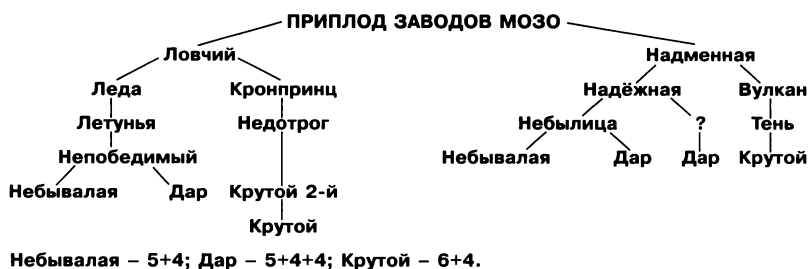 ПРИПЛОД ЗАВОДОВ МОЗО
Ловчий Надменная
Леда Кронпринц Надёжная Вулкан
Летунья Недотрог Небылица ? Тень
Непобедимый Небывалая Дар Дар Крутой
Небывалая Дар Крутой 2-й
Крутой
Небывалая – 5+4; Дар – 5+4+4; Крутой – 6+4.